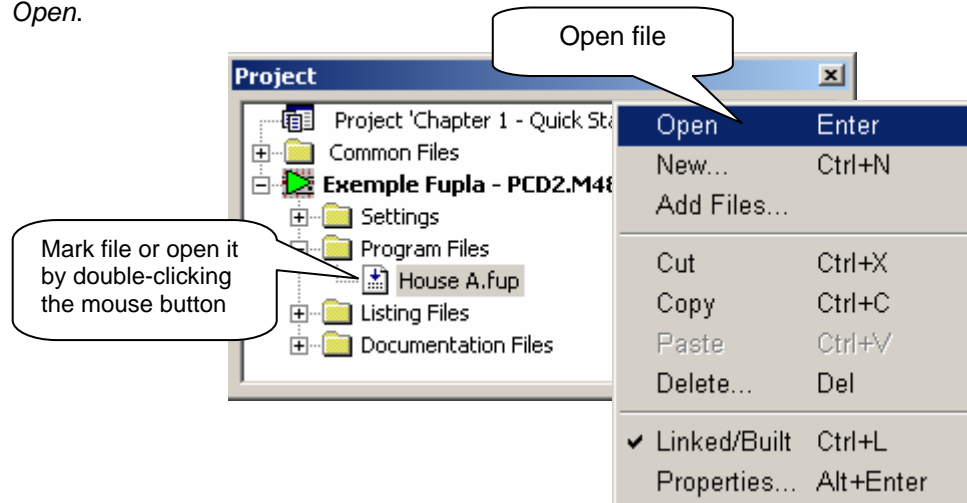 Open.
Open file
Project
Project 'Chapter 1 - Quick Sta
Common Files
Exemple Fupla - PCD2.M48
Settings
Program Files
House A.fup
Listing Files
Documentation Files
Mark file or open it
by double-clicking
the mouse button
Open Enter
New... Ctrl+N
Add Files...
Cut Ctrl+X
Copy Ctrl+C
Paste Ctrl+V
Delete... Del
Linked/Built Ctrl+L
Properties... Alt+Enter